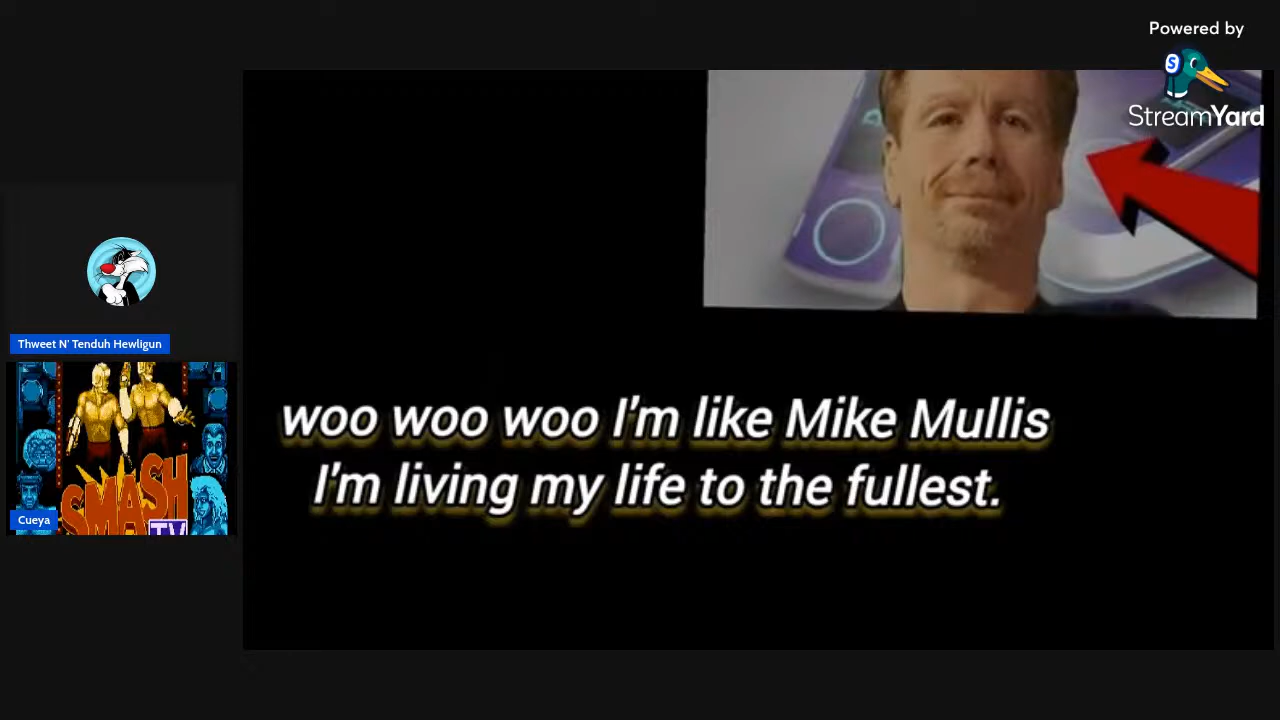 Powered by
StreamYard
Thweet N' Tenduh Hewligun
SMASH
TV
Cueya
woo woo woo I'm like Mike Mullis
I'm living my life to the fullest.